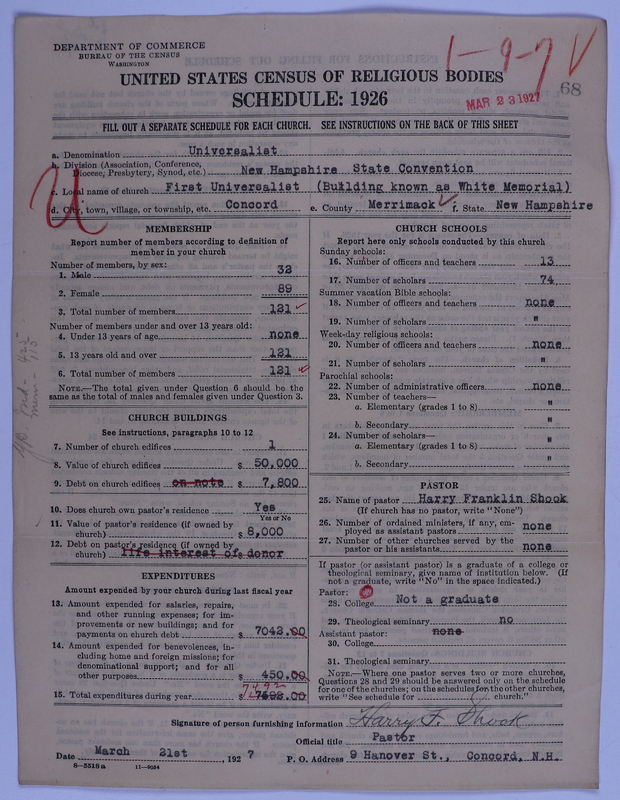 DEPARTMENT OF COMMERCE
BUREAU OF THE CENSUS
WASHINGTON
1-9-7 V
UNITED STATES CENSUS OF RELIGIOUS BODIES
SCHEDULE: 1926
MAR 23 1927
68
FILL OUT A SEPARATE SCHEDULE FOR EACH CHURCH. SEE INSTRUCTIONS ON THE BACK OF THIS SHEET
a. Denomination Universalist
b. Division (Association, Conference, Diocese, Presbytery, Synod, etc.) New Hampshire State Convention
c. Local name of church First Universalist (Building known as White Memorial)
d. City, town, village, or township, etc. Concord e. County Merrimack f. State New Hampshire
U
MEMBERSHIP
Report number of members according to definition of
member in your church
Number of members, by sex:
1. Male 32
2. Female 89
3. Total number of members 121
Number of members under and over 13 years old:
4. Under 13 years of age none
5. 13 years old and over 121
6. Total number of members 121
NOTE.—The total given under Question 6 should be the
same as the total of males and females given under Question 3.
CHURCH BUILDINGS
See instructions, paragraphs 10 to 12
7. Number of church edifices 1
8. Value of church edifices $ 50,000
9. Debt on church edifices on note $ 7,800
10. Does church own pastor's residence Yes
Yes or No
11. Value of pastor's residence (if owned by
church) $ 8,000
12. Debt on pastor's residence (if owned by
church) life interest of $ donor
EXPENDITURES
Amount expended by your church during last fiscal year
13. Amount expended for salaries, repairs,
and other running expenses; for im-
provements or new buildings; and for
payments on church debt $ 7042.00
14. Amount expended for benevolences, in-
cluding home and foreign missions; for
denominational support; and for all
other purposes $ 450.00
7492
15. Total expenditures during year $ 7592.00
CHURCH SCHOOLS
Report here only schools conducted by this church
Sunday schools:
16. Number of officers and teachers 13
17. Number of scholars 74
Summer vacation Bible schools:
18. Number of officers and teachers none
19. Number of scholars "
Week-day religious schools:
20. Number of officers and teachers none
21. Number of scholars "
Parochial schools:
22. Number of administrative officers none
23. Number of teachers—
a. Elementary (grades 1 to 8) "
b. Secondary "
24. Number of scholars—
a. Elementary (grades 1 to 8) "
b. Secondary "
PASTOR
25. Name of pastor Harry Franklin Shook
(If church has no pastor, write "None")
26. Number of ordained ministers, if any, em-
ployed as assistant pastors none
27. Number of other churches served by the
pastor or his assistants none
If pastor (or assistant pastor) is a graduate of a college or
theological seminary, give name of institution below. (If
not a graduate, write "No" in the space indicated.)
Pastor:
28. College Not a graduate
29. Theological seminary no
Assistant pastor: none
30. College
31. Theological seminary
NOTE.—Where one pastor serves two or more churches,
Questions 28 and 29 should be answered only on the schedule
for one of the churches; on the schedules for the other churches,
write "See schedule for church."
Signature of person furnishing information Harry F. Shook
Official title Pastor
Date March 21st, 1927 P. O. Address 9 Hanover St., Concord, N.H.
8—5518a 11—9054